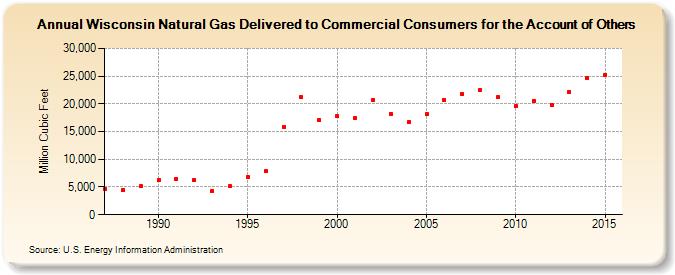 Annual Wisconsin Natural Gas Delivered to Commercial Consumers for the Account of Others
Million Cubic Feet
30,000
25,000
20,000
15,000
10,000
5,000
0
1990 1995 2000 2005 2010 2015
Source: U.S. Energy Information Administration